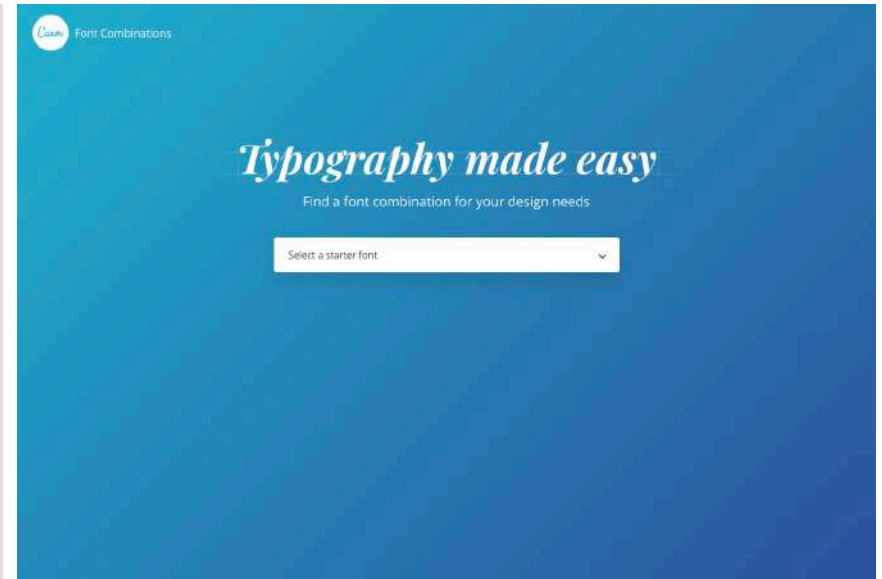 Canva
Font Combinations
Typography made easy
Find a font combination for your design needs
Select a starter font